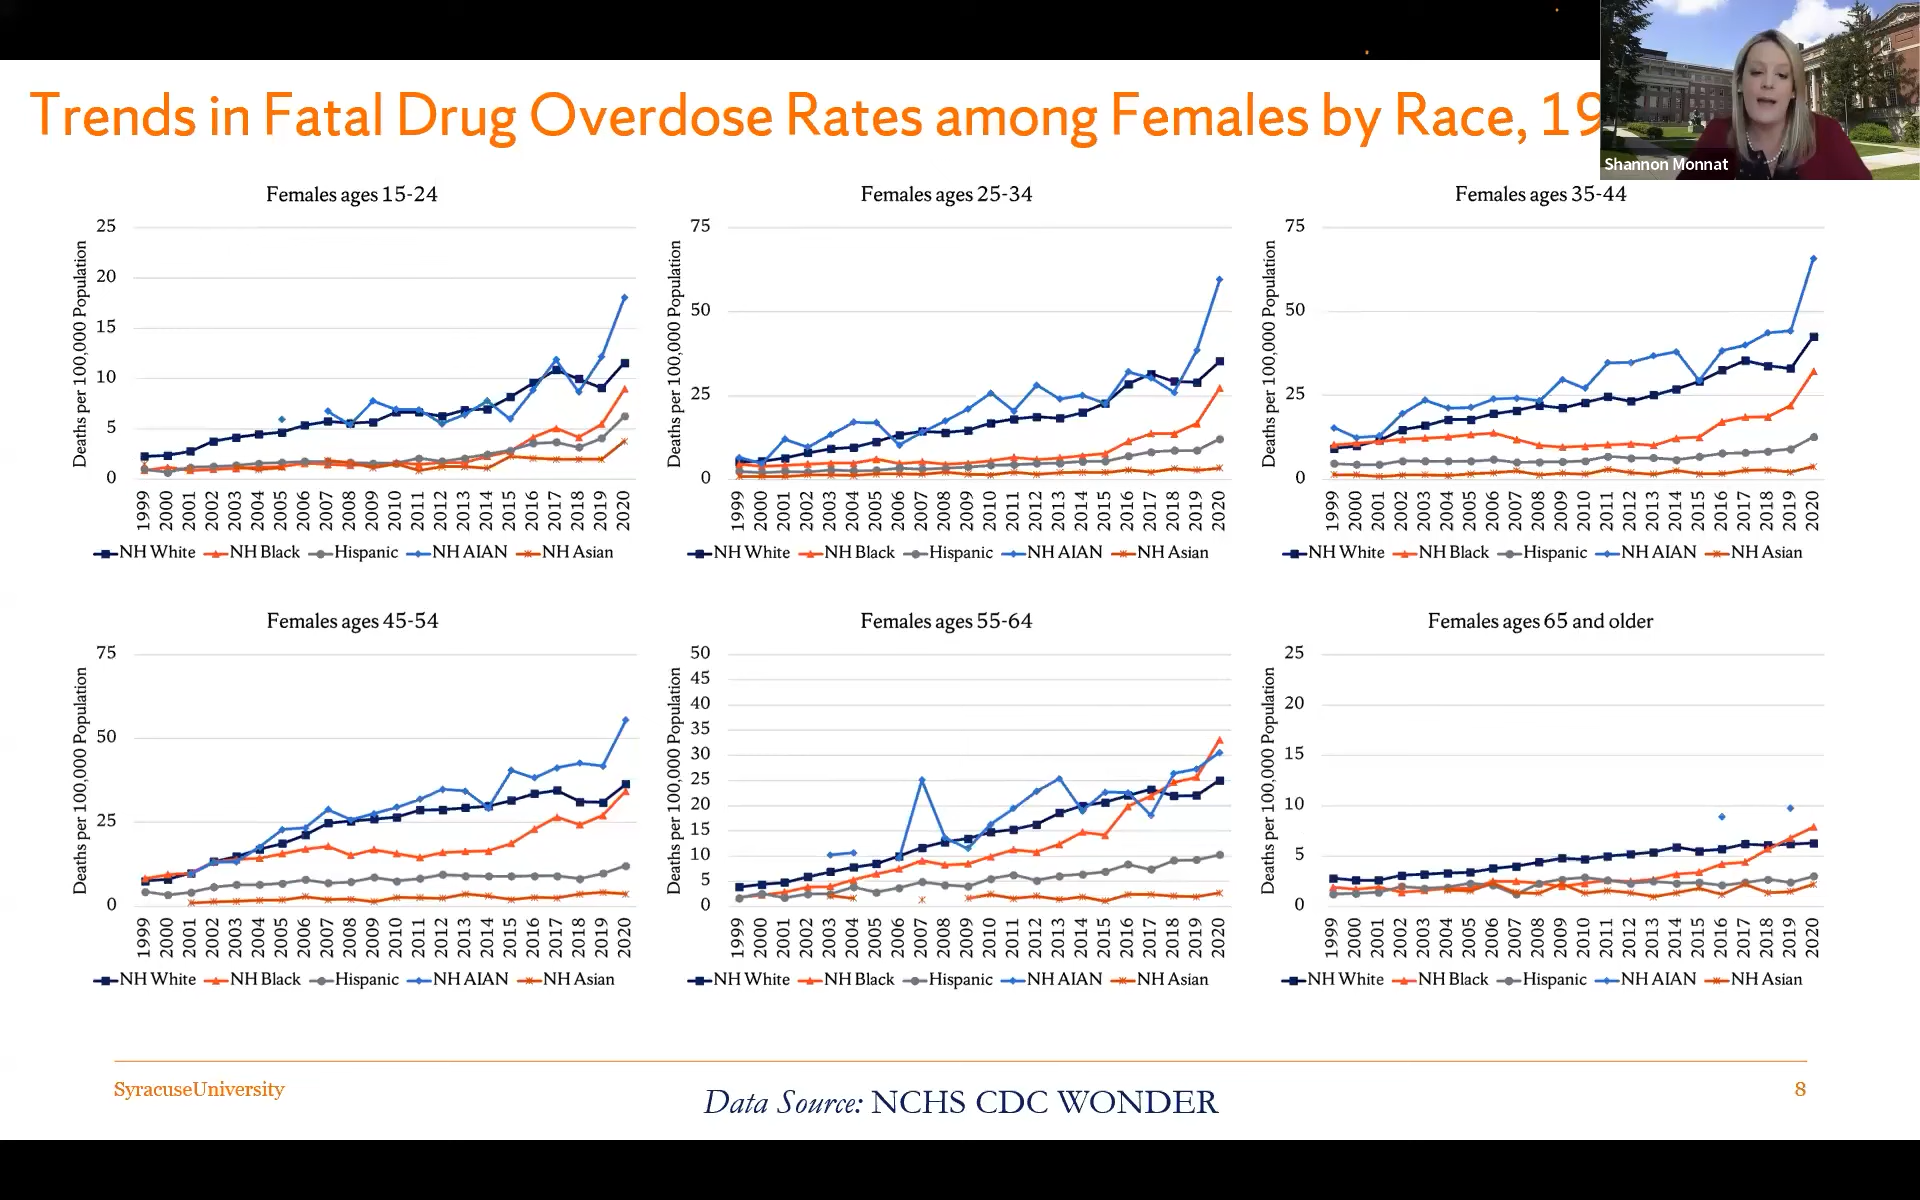 Trends in Fatal Drug Overdose Rates among Females by Race, 19
Shannon Monnat
Females ages 15-24
Deaths per 100,000 Population
25
20
15
10
5
0
1999 2000 2001 2002 2003 2004 2005 2006 2007 2008 2009 2010 2011 2012 2013 2014 2015 2016 2017 2018 2019 2020
NH White NH Black Hispanic NH AIAN NH Asian
Females ages 25-34
Deaths per 100,000 Population
75
50
25
0
1999 2000 2001 2002 2003 2004 2005 2006 2007 2008 2009 2010 2011 2012 2013 2014 2015 2016 2017 2018 2019 2020
NH White NH Black Hispanic NH AIAN NH Asian
Females ages 35-44
Deaths per 100,000 Population
75
50
25
0
1999 2000 2001 2002 2003 2004 2005 2006 2007 2008 2009 2010 2011 2012 2013 2014 2015 2016 2017 2018 2019 2020
NH White NH Black Hispanic NH AIAN NH Asian
Females ages 45-54
Deaths per 100,000 Population
75
50
25
0
1999 2000 2001 2002 2003 2004 2005 2006 2007 2008 2009 2010 2011 2012 2013 2014 2015 2016 2017 2018 2019 2020
NH White NH Black Hispanic NH AIAN NH Asian
Females ages 55-64
Deaths per 100,000 Population
50
45
40
35
30
25
20
15
10
5
0
1999 2000 2001 2002 2003 2004 2005 2006 2007 2008 2009 2010 2011 2012 2013 2014 2015 2016 2017 2018 2019 2020
NH White NH Black Hispanic NH AIAN NH Asian
Females ages 65 and older
Deaths per 100,000 Population
25
20
15
10
5
0
1999 2000 2001 2002 2003 2004 2005 2006 2007 2008 2009 2010 2011 2012 2013 2014 2015 2016 2017 2018 2019 2020
NH White NH Black Hispanic NH AIAN NH Asian
SyracuseUniversity
Data Source: NCHS CDC WONDER
8